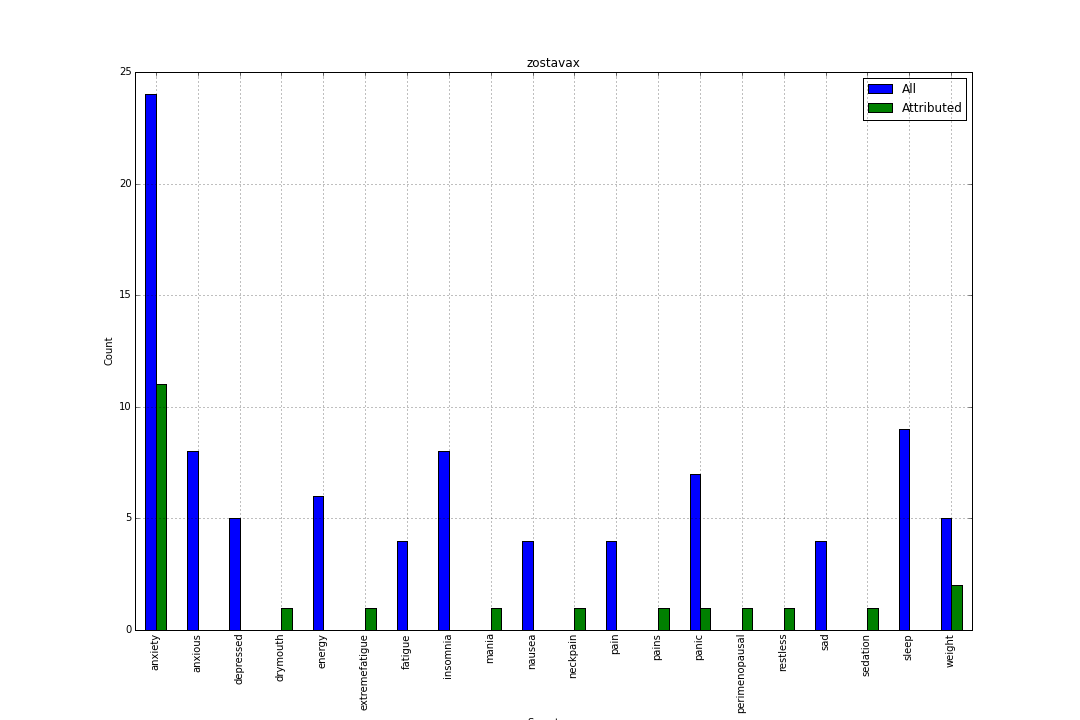 zostavax
All
Attributed
25
20
15
10
5
0
Count
anxiety
anxious
depressed
drymouth
energy
extremefatigue
fatigue
insomnia
mania
nausea
neckpain
pain
pains
panic
perimenopausal
restless
sad
sedation
sleep
weight